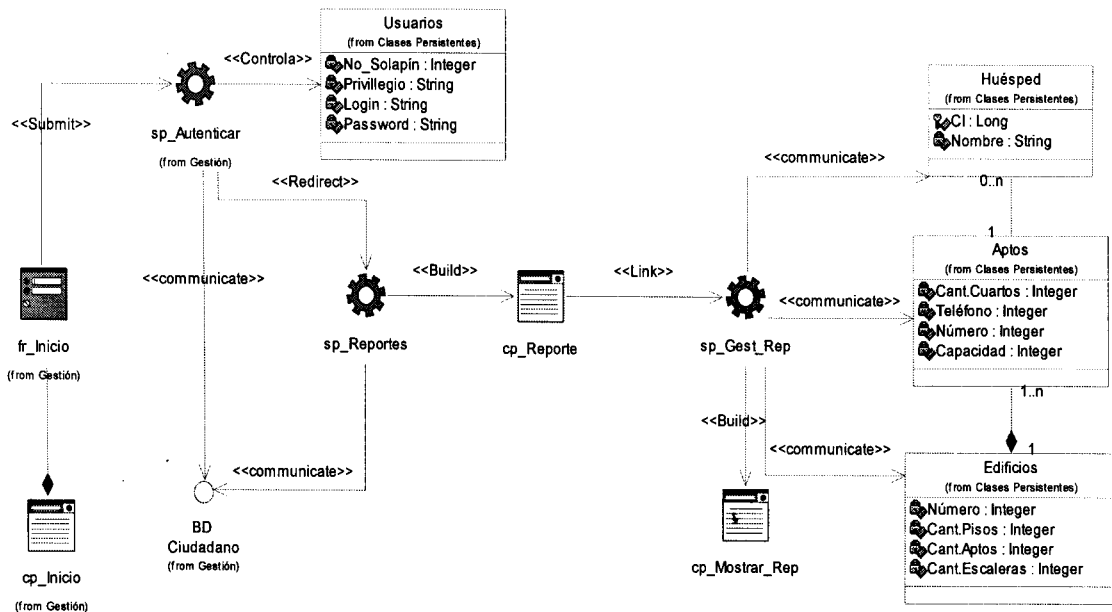 Usuarios
(from Clases Persistentes)
No_Solapín : Integer
Privillegio : String
Login : String
Password : String
<<Controla>>
<<Submit>>
sp_Autenticar
(from Gestión)
<<Redirect>>
<<communicate>>
fr_Inicio
(from Gestión)
sp_Reportes
<<Build>>
cp_Reporte
<<Link>>
sp_Gest_Rep
<<communicate>>
Huésped
(from Clases Persistentes)
CI : Long
Nombre : String
0..n
1
Aptos
(from Clases Persistentes)
Cant.Cuartos : Integer
Teléfono : Integer
Número : Integer
Capacidad : Integer
<<communicate>>
1..n
1
<<Build>>
<<communicate>>
<<communicate>>
Edificios
(from Clases Persistentes)
Número : Integer
Cant.Pisos : Integer
Cant.Aptos : Integer
Cant.Escaleras : Integer
BD
Ciudadano
(from Gestión)
cp_Mostrar_Rep
cp_Inicio
(from Gestión)